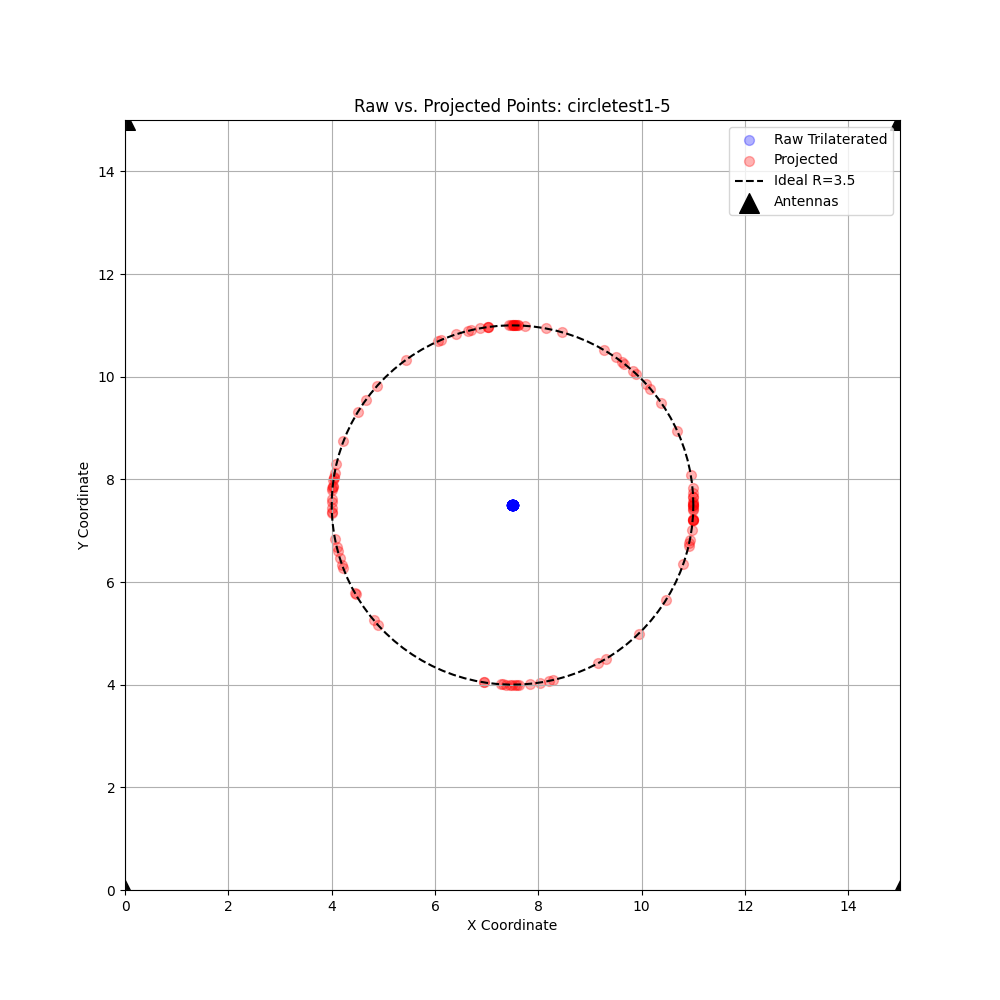 Raw vs. Projected Points: circletest1-5
Raw Trilaterated
Projected
Ideal R=3.5
Antennas
Y Coordinate
14
12
10
8
6
4
2
0
0 2 4 6 8 10 12 14
X Coordinate